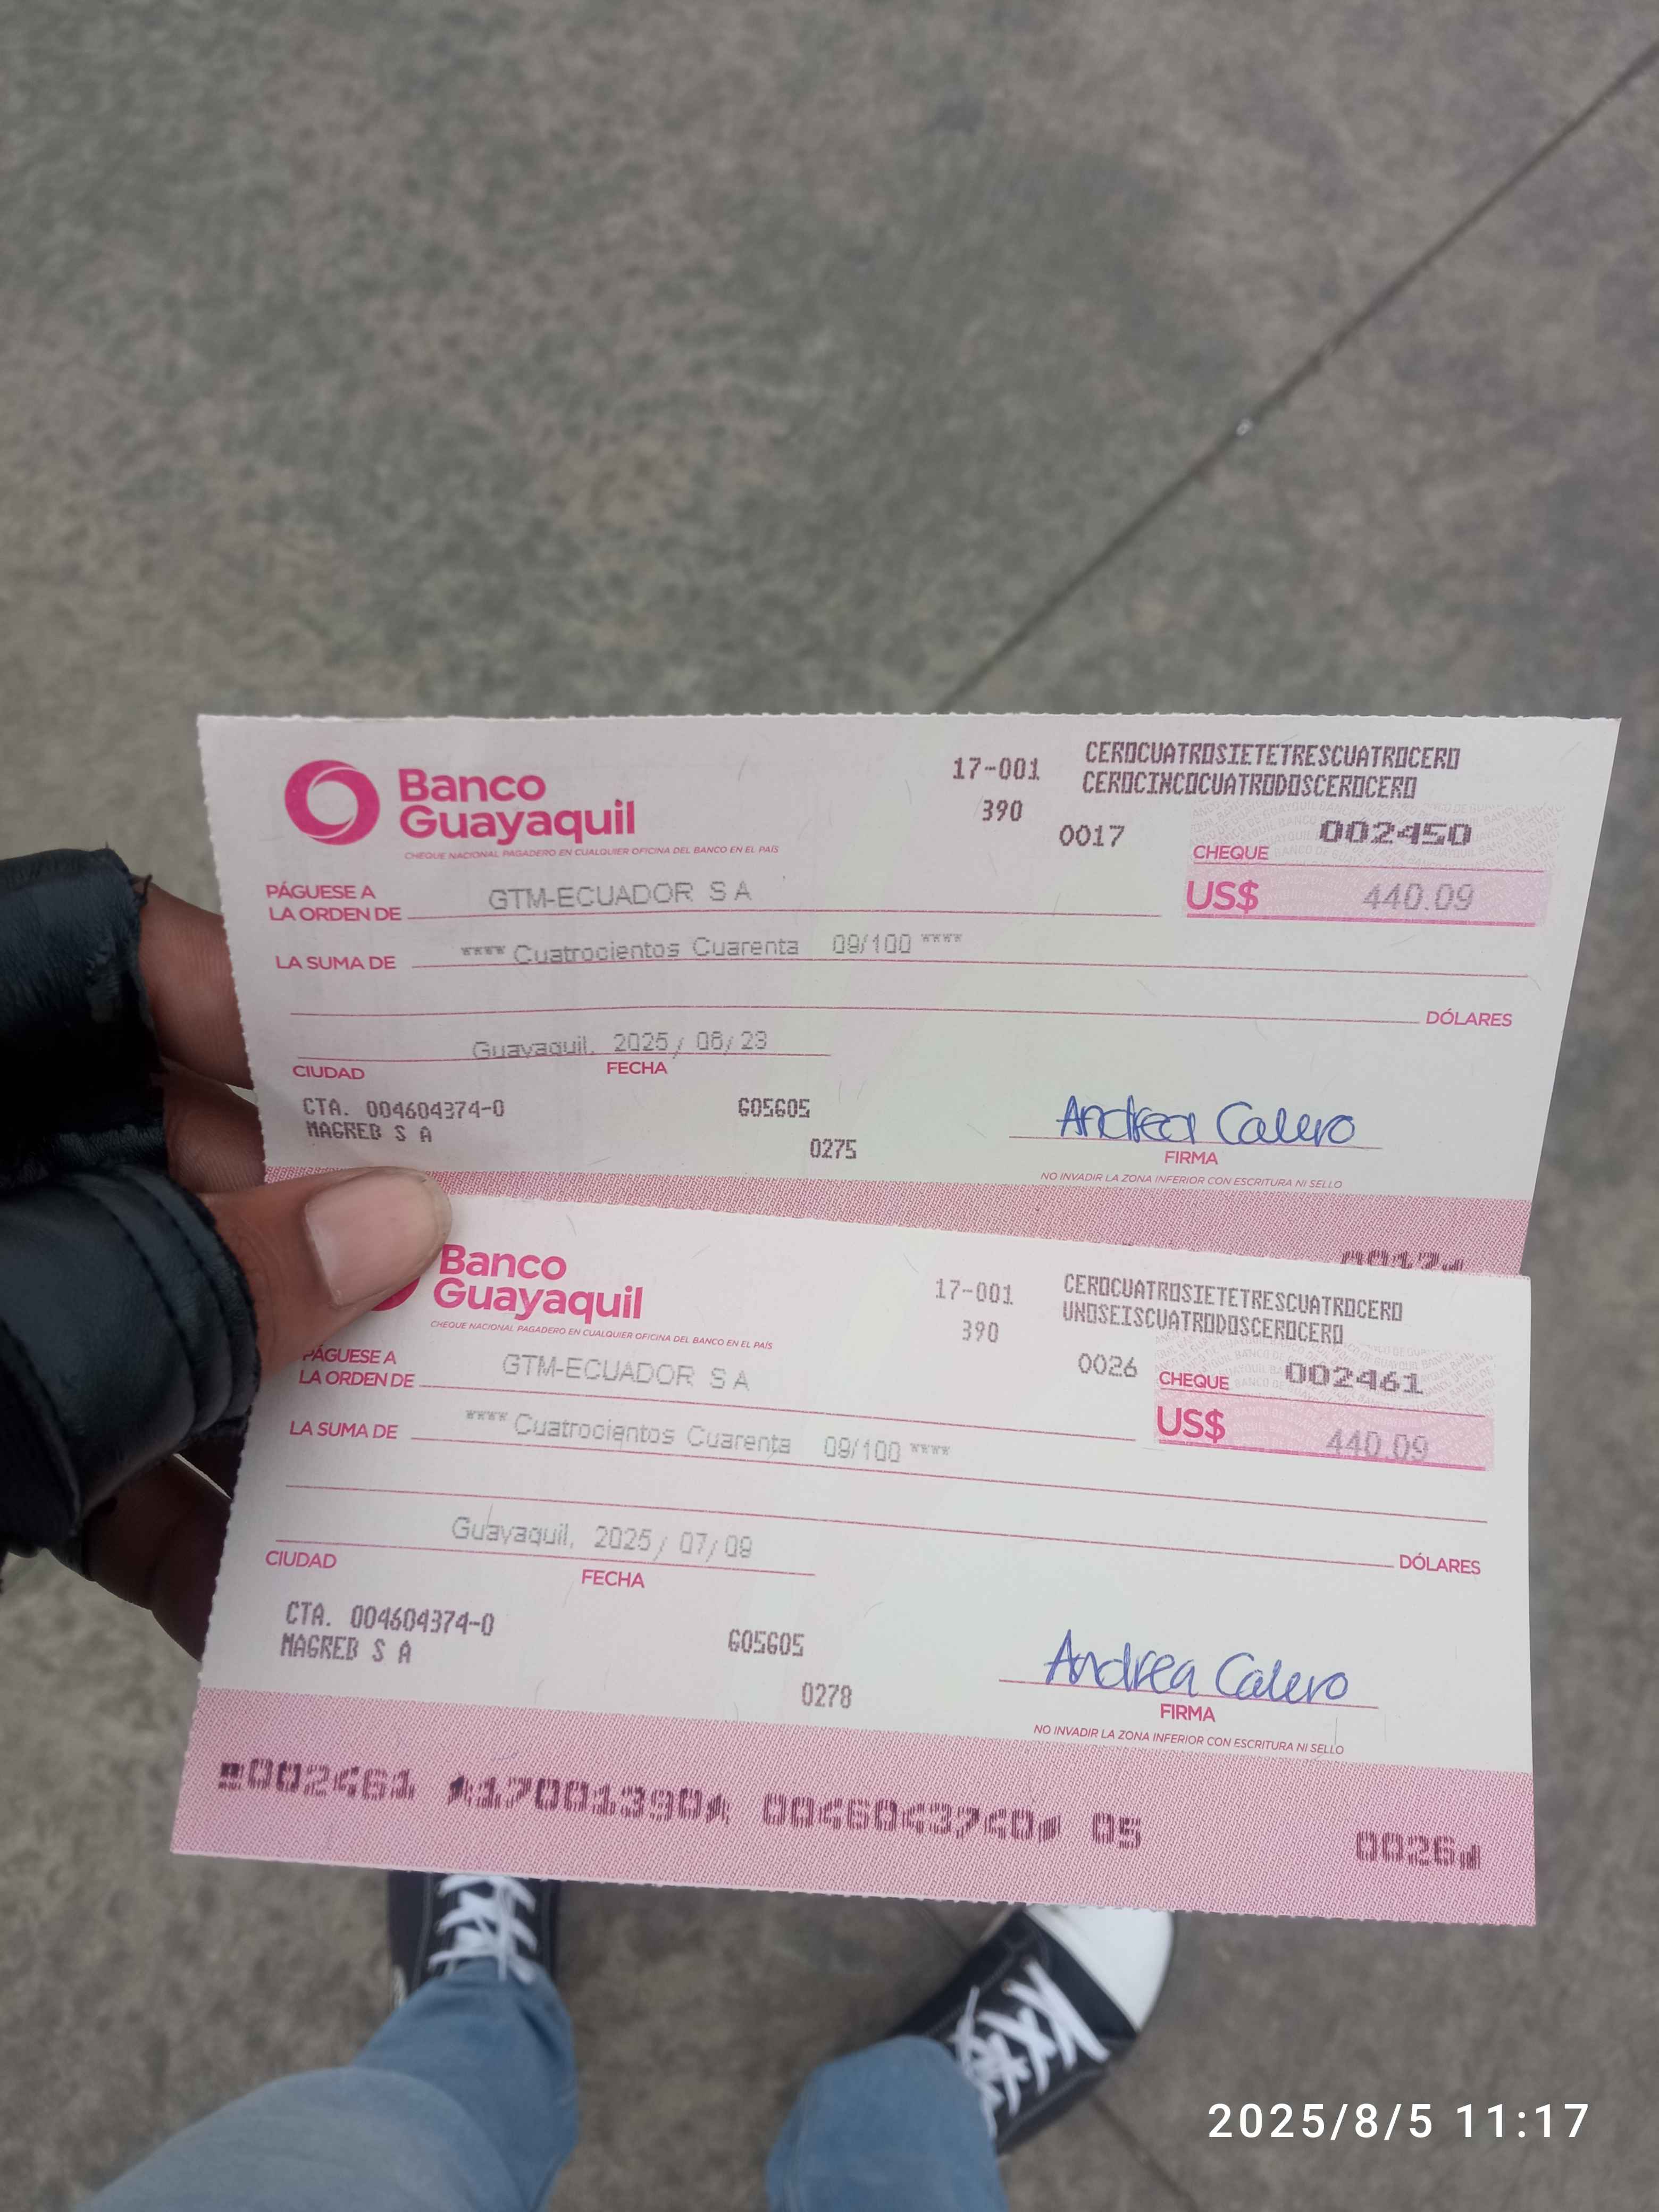 Banco
Guayaquil
CHEQUE NACIONAL PAGADERO EN CUALQUIER OFICINA DEL BANCO EN EL PAÍS
17-001
390
0017
CEROCUATROSIETETRESCUATROCERO
CEROCINCOCUATRODOSCEROCERO
CHEQUE 002450
PÁGUESE A
LA ORDEN DE GTM-ECUADOR S A
US$ 440.09
LA SUMA DE **** Cuatrocientos Cuarenta 09/100 ****
DÓLARES
Guayaquil, 2025/ 06/ 23
CIUDAD FECHA
CTA. 004604374-0
MAGREB S A
605605
0275
Andrea Calero
FIRMA
NO INVADIR LA ZONA INFERIOR CON ESCRITURA NI SELLO
Banco
Guayaquil
CHEQUE NACIONAL PAGADERO EN CUALQUIER OFICINA DEL BANCO EN EL PAÍS
17-001
390
0026
CEROCUATROSIETETRESCUATROCERO
UNOSEISCUATRODOSCEROCERO
CHEQUE 002461
PÁGUESE A
LA ORDEN DE GTM-ECUADOR S A
US$ 440.09
LA SUMA DE **** Cuatrocientos Cuarenta 09/100 ****
DÓLARES
Guayaquil, 2025/ 07/ 09
CIUDAD FECHA
CTA. 004604374-0
MAGREB S A
605605
0278
Andrea Calero
FIRMA
NO INVADIR LA ZONA INFERIOR CON ESCRITURA NI SELLO
002461 17001390 0046043740 05 0026
2025/8/5 11:17